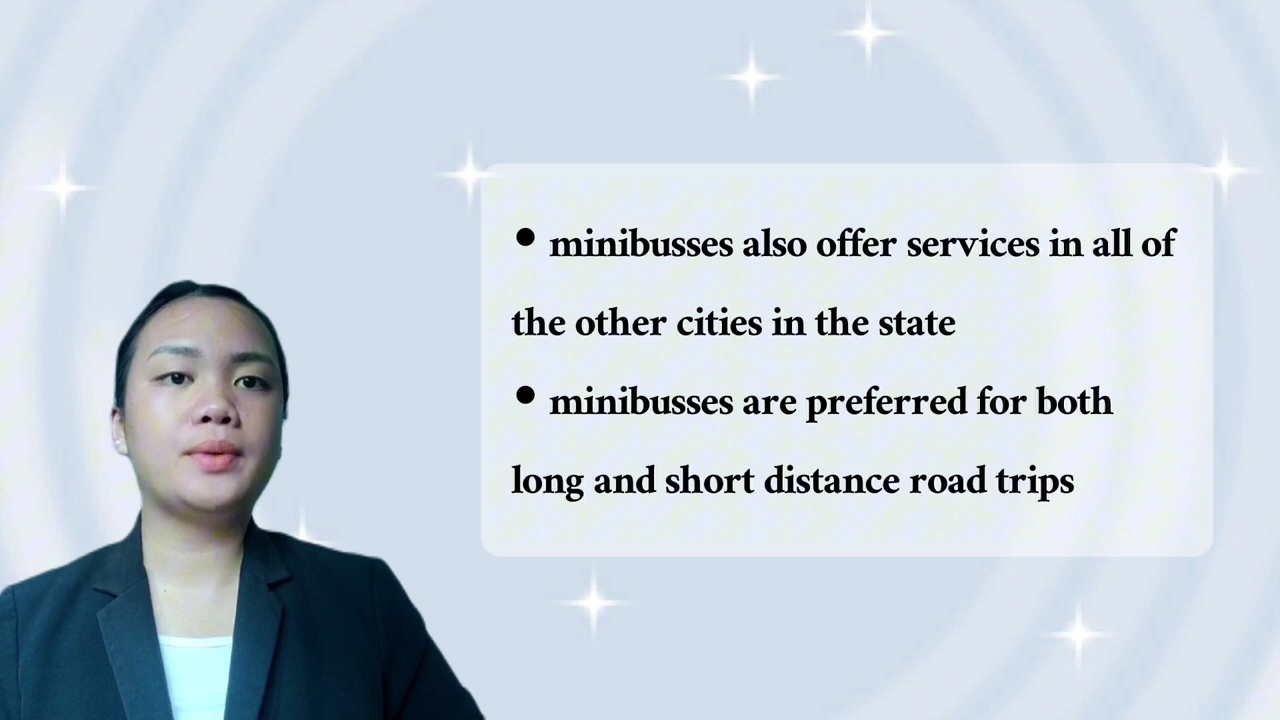 • minibusses also offer services in all of
the other cities in the state
• minibusses are preferred for both
long and short distance road trips